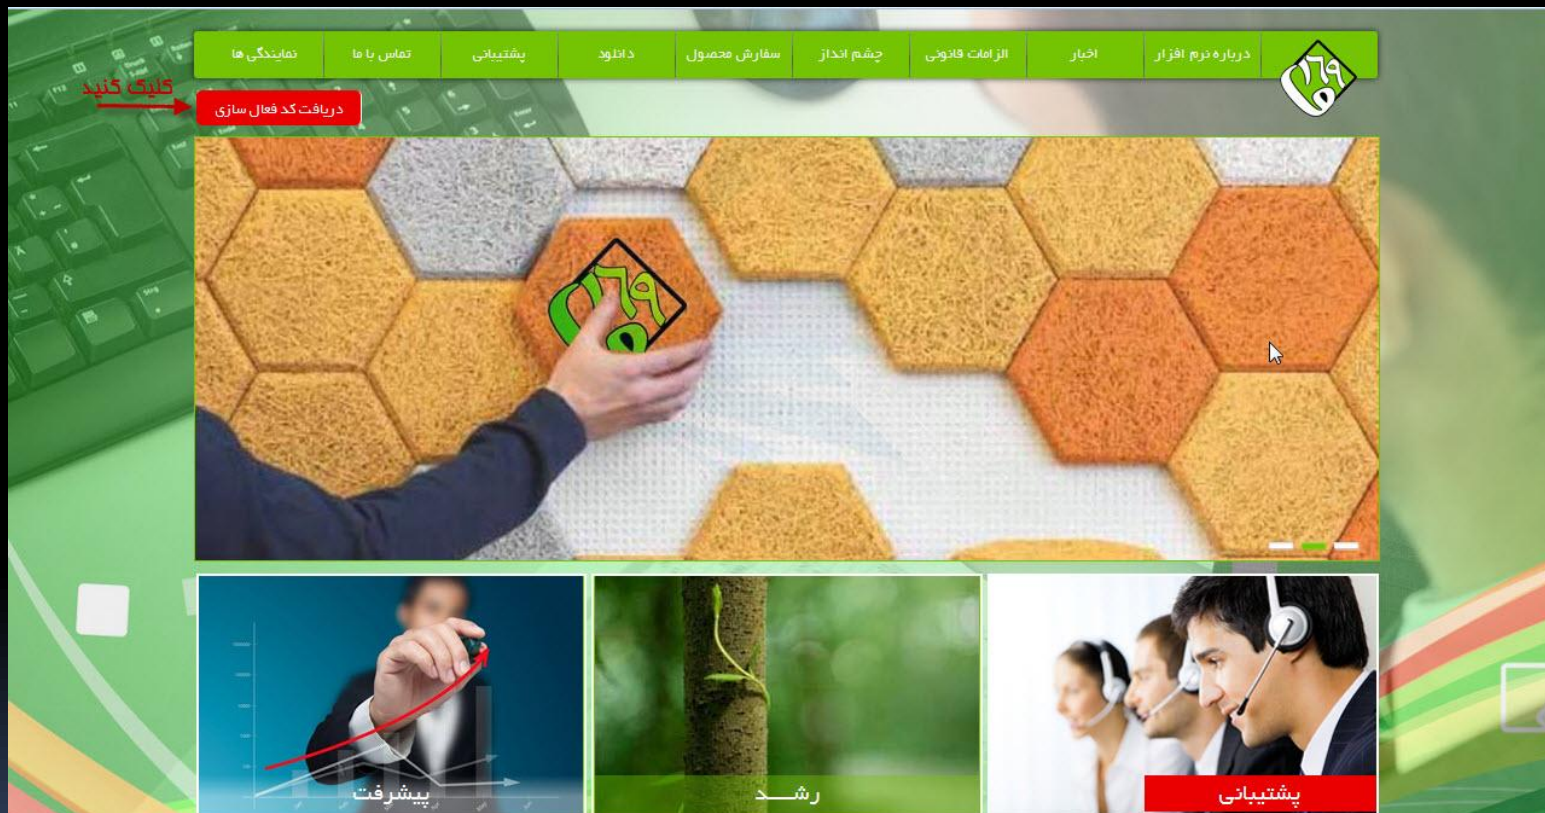 درباره نرم افزار
اخبار
الزامات قانونی
چشم انداز
سفارش محصول
دانلود
پشتیبانی
تماس با ما
نمایندگی ها
۱۶۹
کلیک کنید
دریافت کد فعال سازی
پشتیبانی
رشــــد
پیشرفت